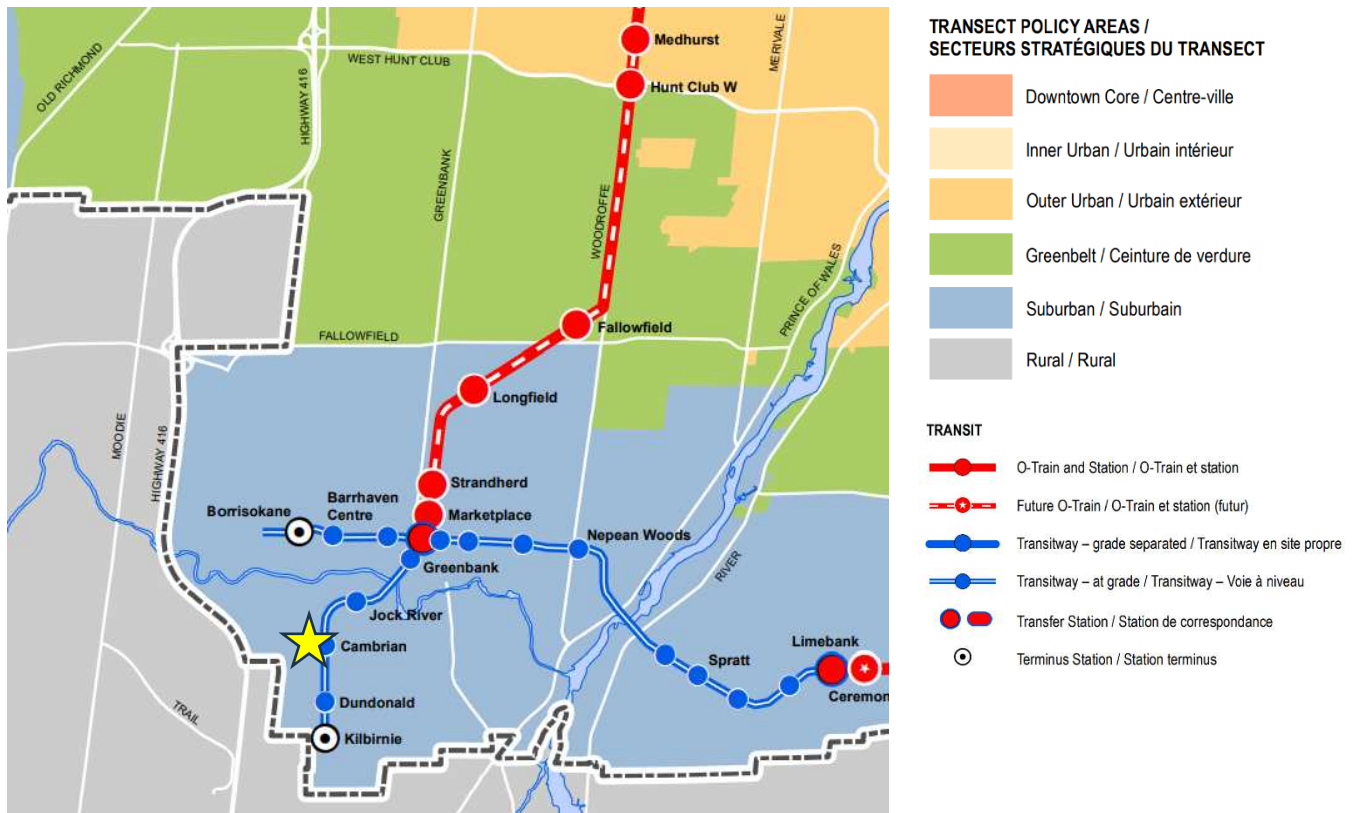 OLD RICHMOND
HIGHWAY 416
WEST HUNT CLUB
Medhurst
MERIVALE
Hunt Club W
GREENBANK
WOODROFFE
PRINCE OF WALES
Fallowfield
FALLOWFIELD
Longfield
MOODIE
HIGHWAY 416
Strandherd
Borrisokane
Barrhaven
Centre
Marketplace
Nepean Woods
Greenbank
RIVER
Jock River
Cambrian
Limebank
Spratt
Ceremon
Dundonald
TRAIL
Kilbirnie
TRANSECT POLICY AREAS /
SECTEURS STRATÉGIQUES DU TRANSECT
Downtown Core / Centre-ville
Inner Urban / Urbain intérieur
Outer Urban / Urbain extérieur
Greenbelt / Ceinture de verdure
Suburban / Suburbain
Rural / Rural
TRANSIT
O-Train and Station / O-Train et station
Future O-Train / O-Train et station (futur)
Transitway – grade separated / Transitway en site propre
Transitway – at grade / Transitway – Voie à niveau
Transfer Station / Station de correspondance
Terminus Station / Station terminus